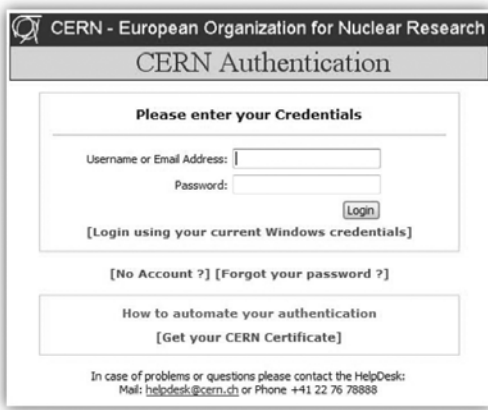 CERN - European Organization for Nuclear Research
CERN Authentication
Please enter your Credentials
Username or Email Address:
Password:
Login
[Login using your current Windows credentials]
[No Account ?] [Forgot your password ?]
How to automate your authentication
[Get your CERN Certificate]
In case of problems or questions please contact the HelpDesk:
Mail: helpdesk@cern.ch or Phone +41 22 76 78888